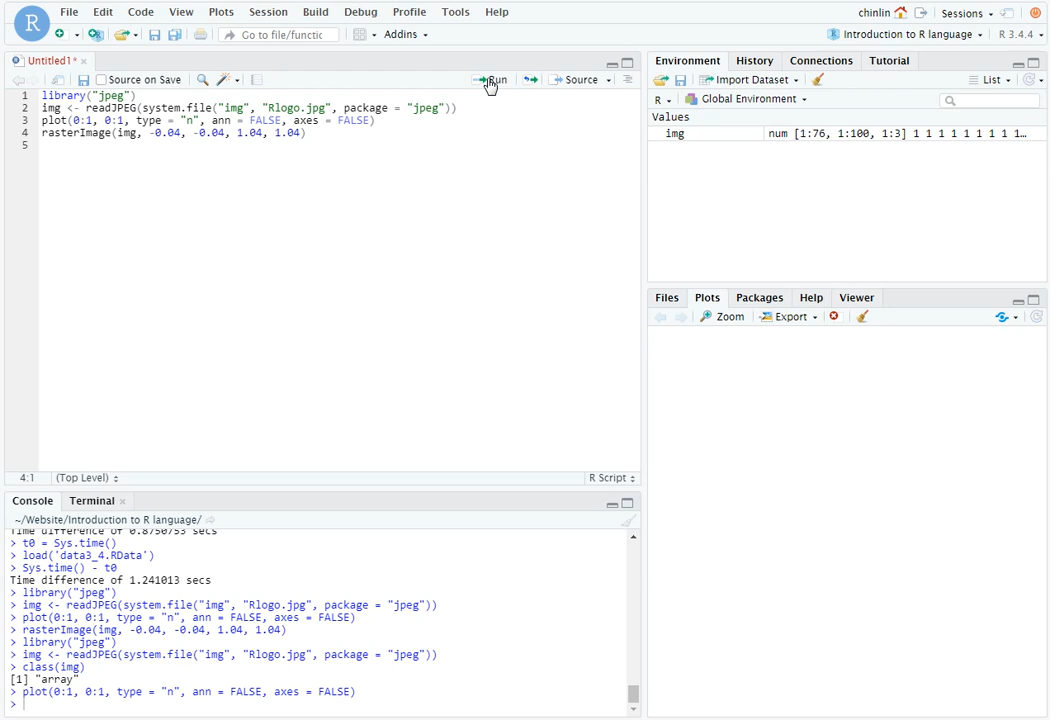 File Edit Code View Plots Session Build Debug Profile Tools Help
chinlin Sessions
R
Go to file/functic Addins
Introduction to R language R 3.4.4
Untitled1* ×
Source on Save Run Source
1 library("jpeg")
2 img <- readJPEG(system.file("img", "Rlogo.jpg", package = "jpeg"))
3 plot(0:1, 0:1, type = "n", ann = FALSE, axes = FALSE)
4 rasterImage(img, -0.04, -0.04, 1.04, 1.04)
5
4:1 (Top Level) R Script
Console Terminal ×
~/Website/Introduction to R language/
Time difference of 0.8750753 secs
> t0 = Sys.time()
> load('data3_4.RData')
> Sys.time() - t0
Time difference of 1.241013 secs
> library("jpeg")
> img <- readJPEG(system.file("img", "Rlogo.jpg", package = "jpeg"))
> plot(0:1, 0:1, type = "n", ann = FALSE, axes = FALSE)
> rasterImage(img, -0.04, -0.04, 1.04, 1.04)
> library("jpeg")
> img <- readJPEG(system.file("img", "Rlogo.jpg", package = "jpeg"))
> class(img)
[1] "array"
> plot(0:1, 0:1, type = "n", ann = FALSE, axes = FALSE)
>
Environment History Connections Tutorial
Import Dataset List
R Global Environment
Values
img num [1:76, 1:100, 1:3] 1 1 1 1 1 1 1 1 1…
Files Plots Packages Help Viewer
Zoom Export